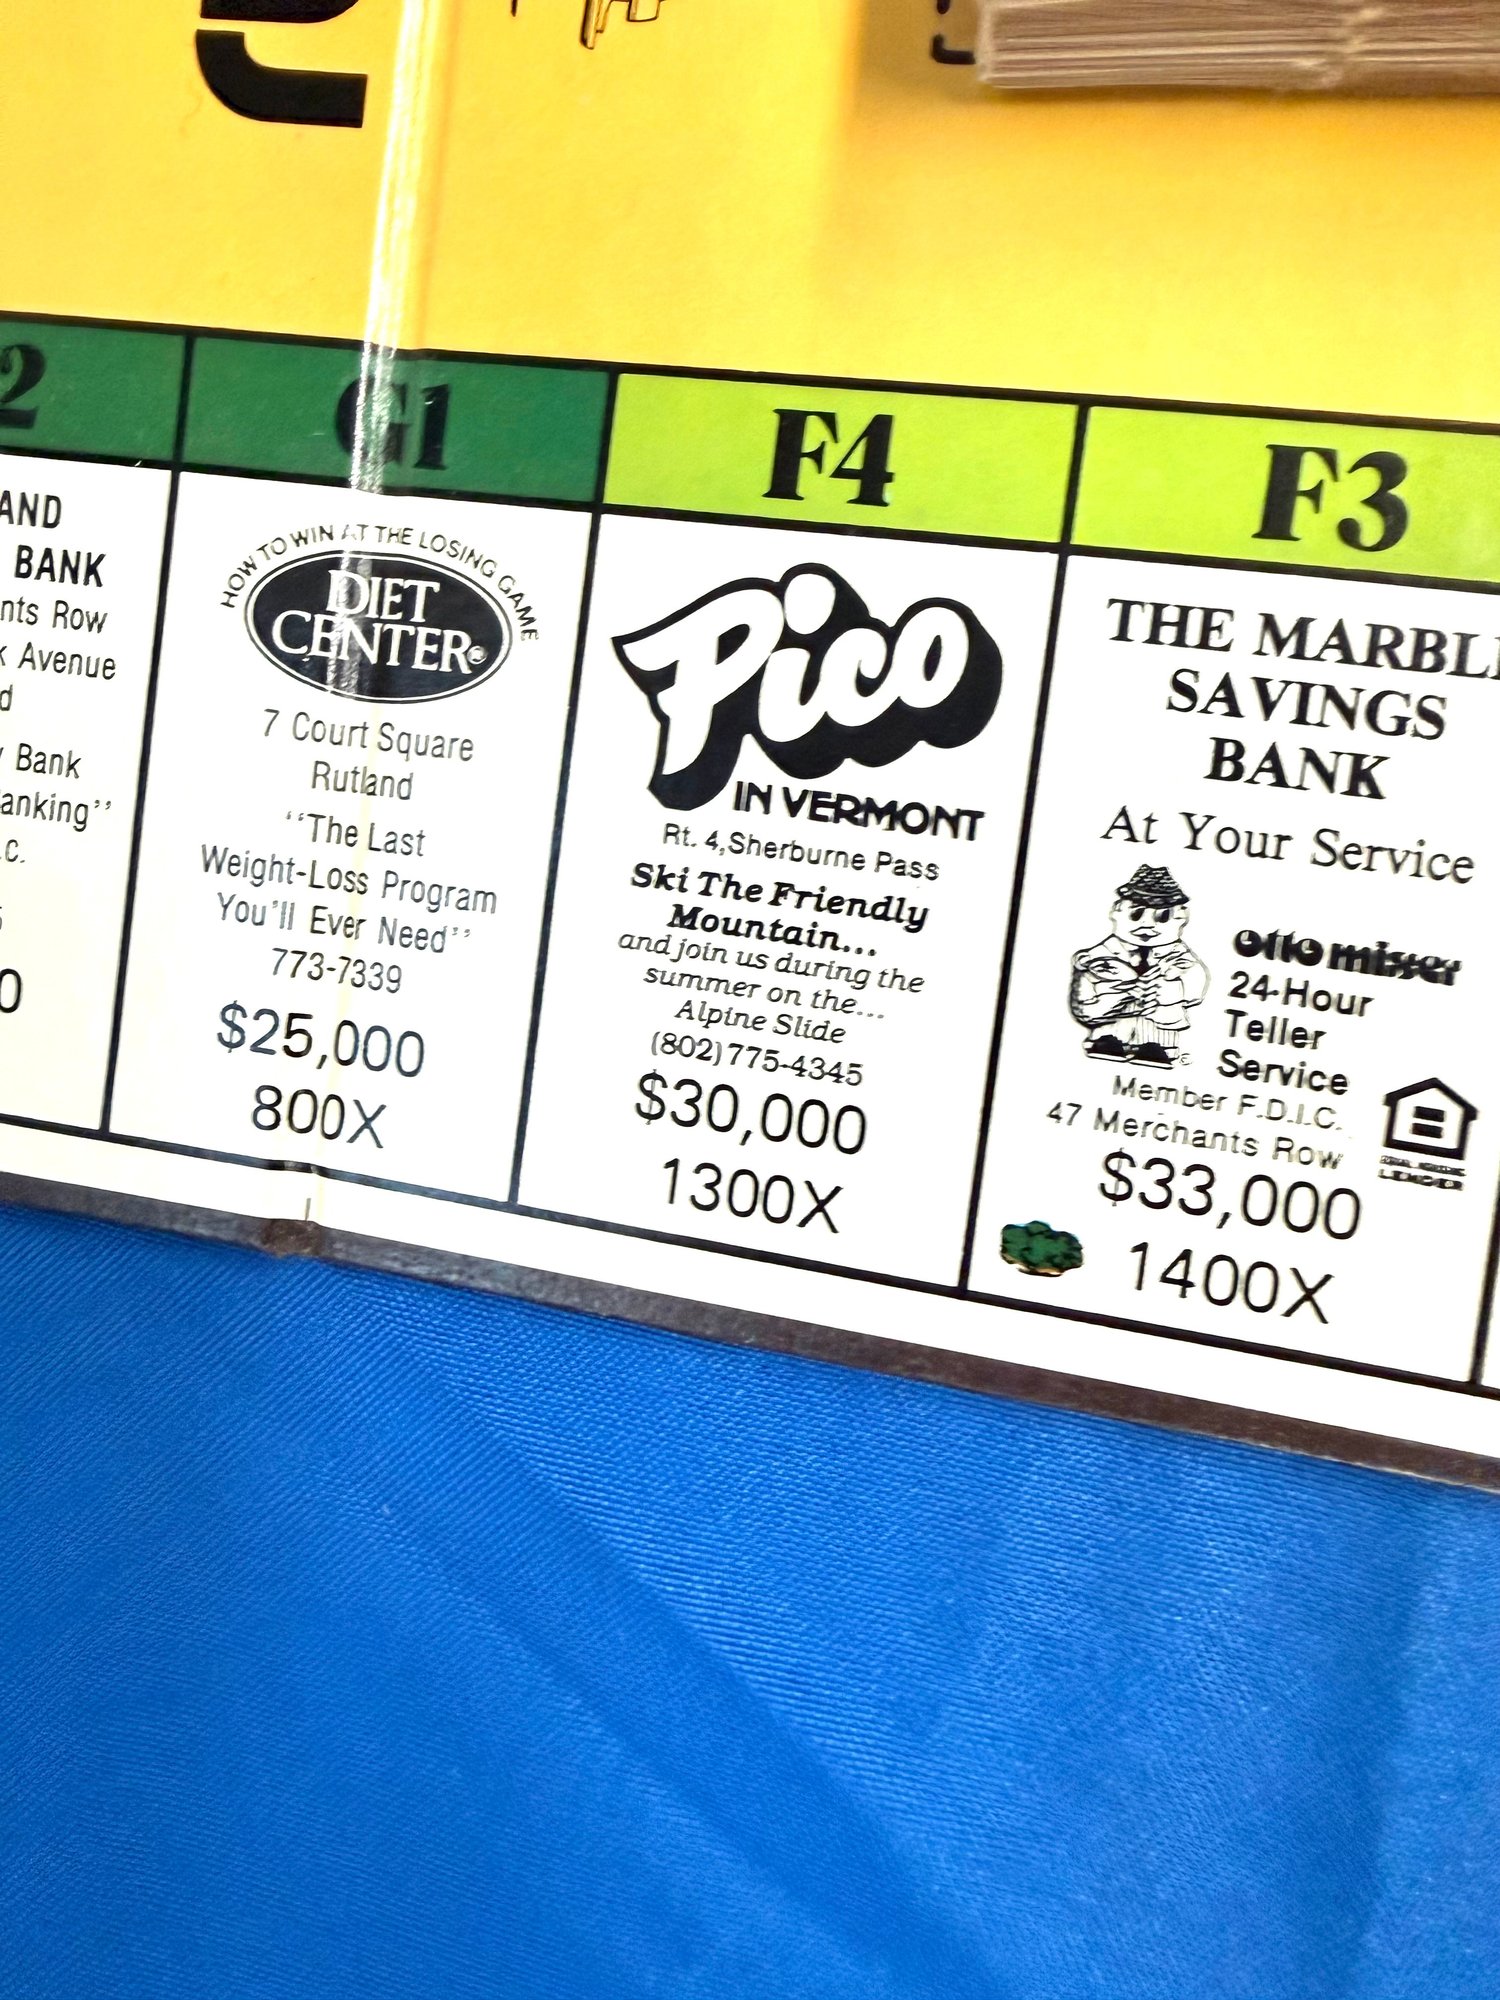 2
AND
BANK
nts Row
Avenue
d
Bank
anking''
.c.
0
G1
HOW TO WIN AT THE LOSING GAME
DIET
CENTER®
7 Court Square
Rutland
''The Last
Weight-Loss Program
You'll Ever Need''
773-7339
$25,000
800X
F4
Pico
IN VERMONT
Rt. 4, Sherburne Pass
Ski The Friendly
Mountain...
and join us during the
summer on the...
Alpine Slide
(802) 775-4345
$30,000
1300X
F3
THE MARBL
SAVINGS
BANK
At Your Service
otto misser
24-Hour
Teller
Service
Member F.D.I.C.
47 Merchants Row
LENDER
$33,000
1400X